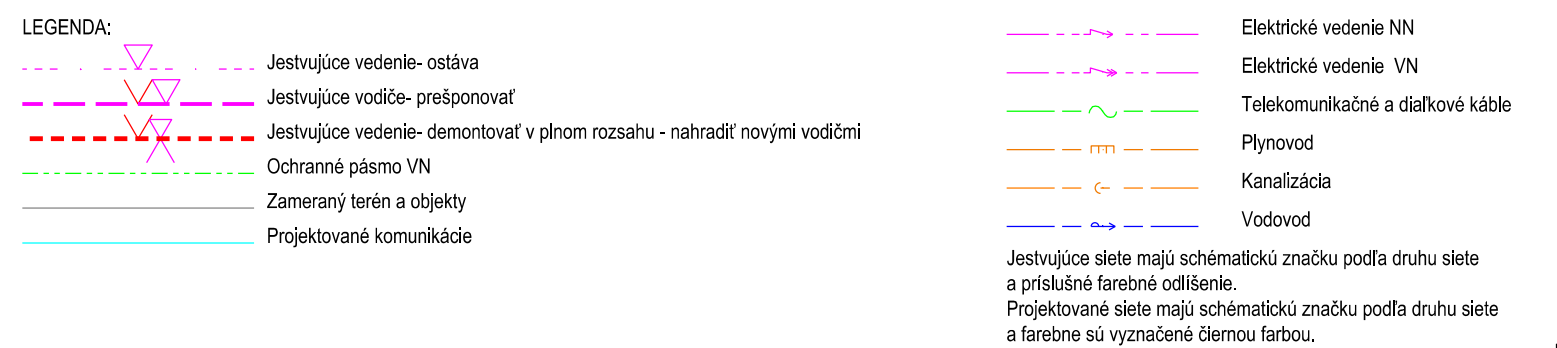 LEGENDA:
Jestvujúce vedenie- ostáva
Jestvujúce vodiče- prešponovať
Jestvujúce vedenie- demontovať v plnom rozsahu - nahradiť novými vodičmi
Ochranné pásmo VN
Zameraný terén a objekty
Projektované komunikácie
Elektrické vedenie NN
Elektrické vedenie VN
Telekomunikačné a diaľkové káble
Plynovod
Kanalizácia
Vodovod
Jestvujúce siete majú schématickú značku podľa druhu siete
a príslušné farebné odlíšenie.
Projektované siete majú schématickú značku podľa druhu siete
a farebne sú vyznačené čiernou farbou.